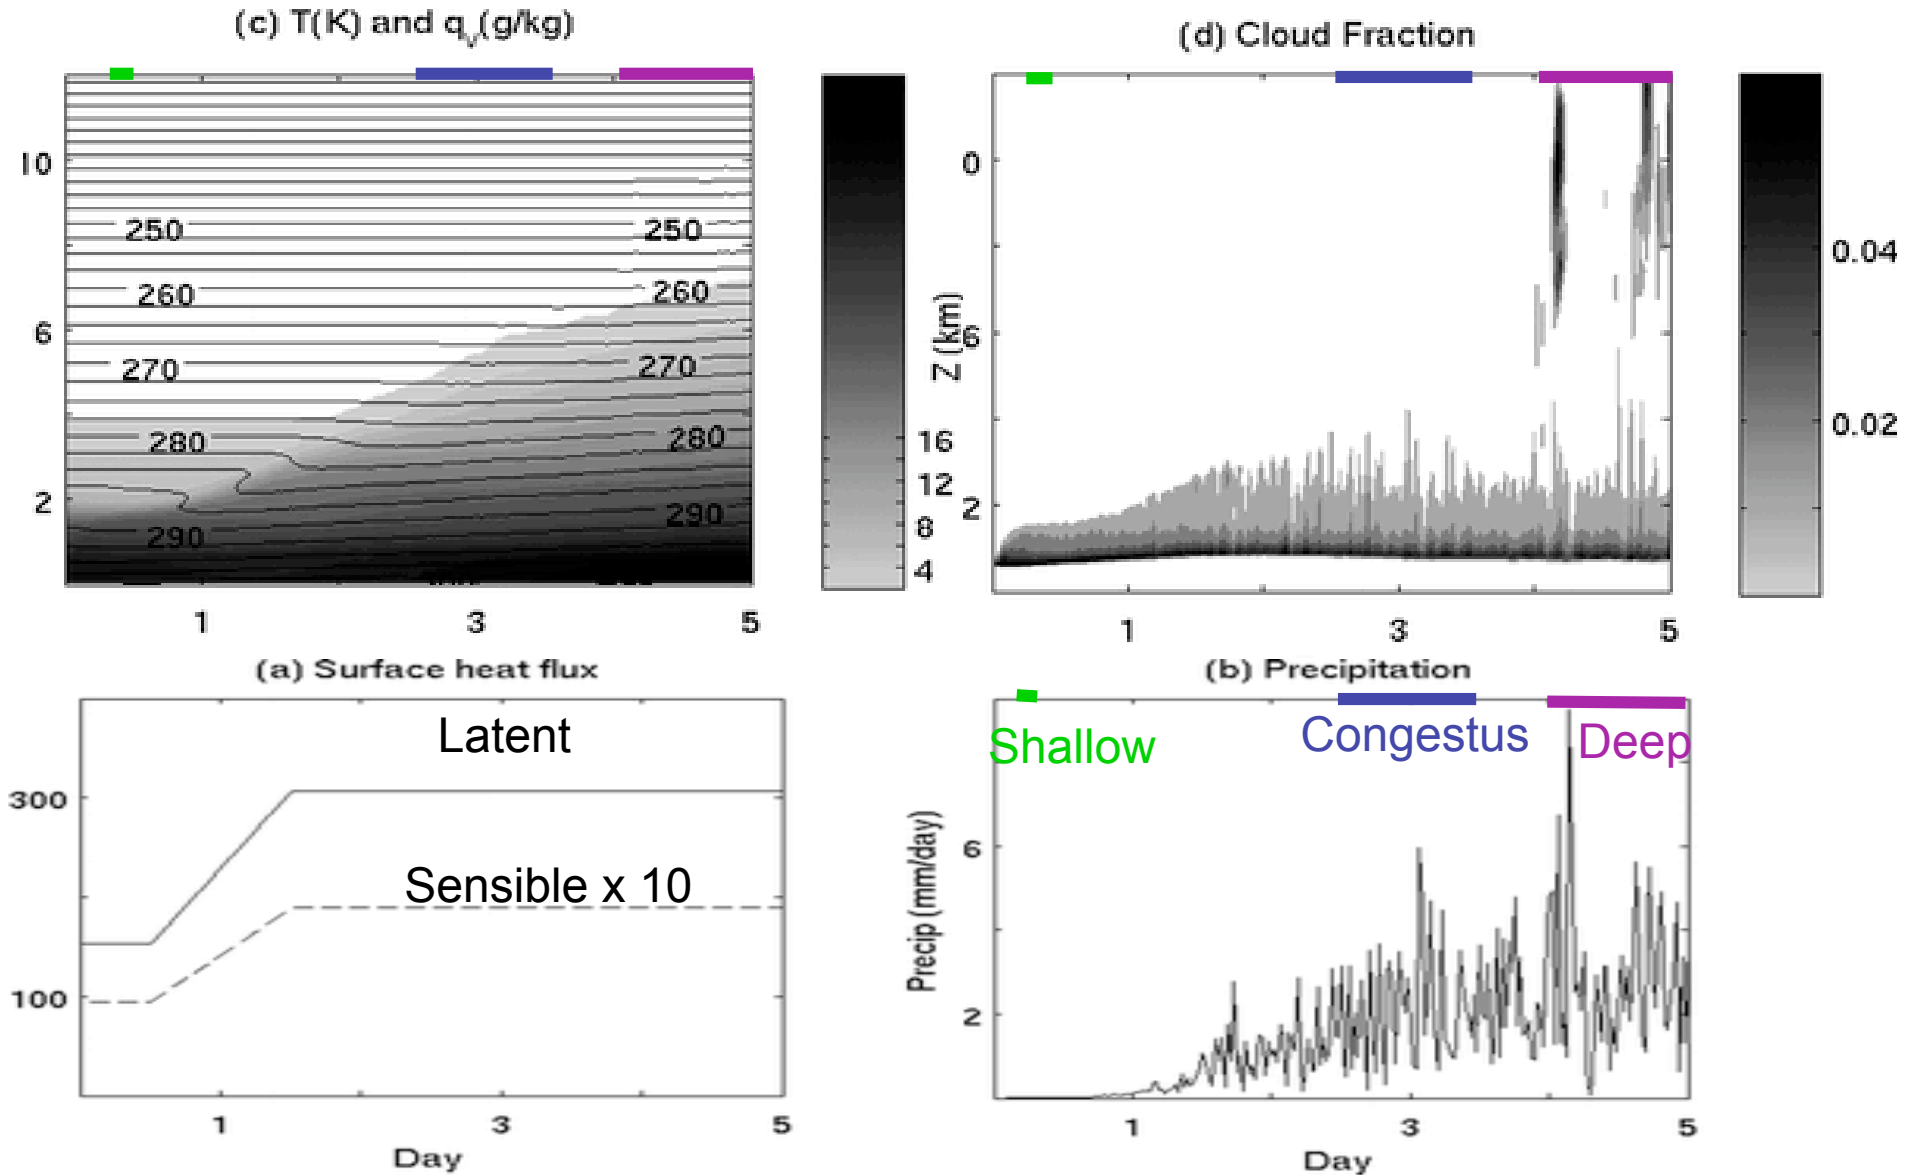 (c) T(K) and qv(g/kg)
10
6
2
250
250
260
260
270
270
280
280
290
290
1
3
5
16
12
8
4
(d) Cloud Fraction
Z (km)
0
6
2
1
3
5
0.04
0.02
(a) Surface heat flux
Latent
300
Sensible x 10
100
1
3
5
Day
(b) Precipitation
Shallow
Congestus
Deep
Precip (mm/day)
6
2
1
3
5
Day